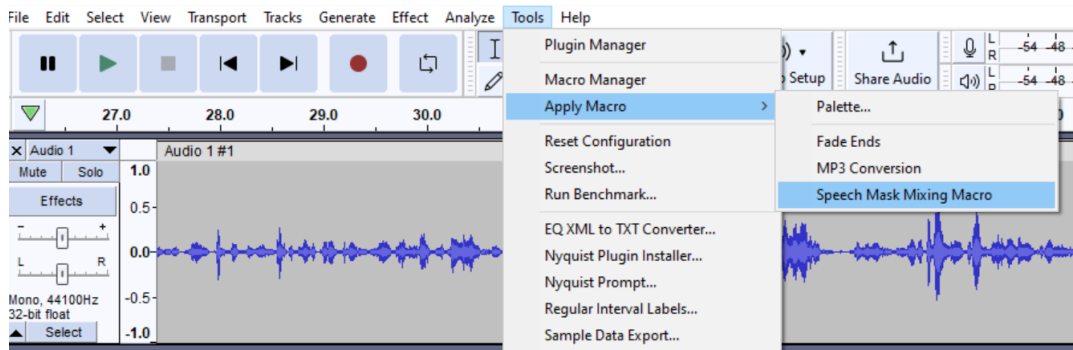 File Edit Select View Transport Tracks Generate Effect Analyze Tools Help
Plugin Manager
Macro Manager
Apply Macro
Reset Configuration
Screenshot...
Run Benchmark...
EQ XML to TXT Converter...
Nyquist Plugin Installer...
Nyquist Prompt...
Regular Interval Labels...
Sample Data Export...
Palette...
Fade Ends
MP3 Conversion
Speech Mask Mixing Macro
Setup
Share Audio
L
R
-54 -48
L
-54 -48
27.0 28.0 29.0 30.0
Audio 1
Audio 1 #1
Mute Solo
Effects
- +
L R
Mono, 44100Hz
32-bit float
Select
1.0
0.5-
0.0-
-0.5-
-1.0